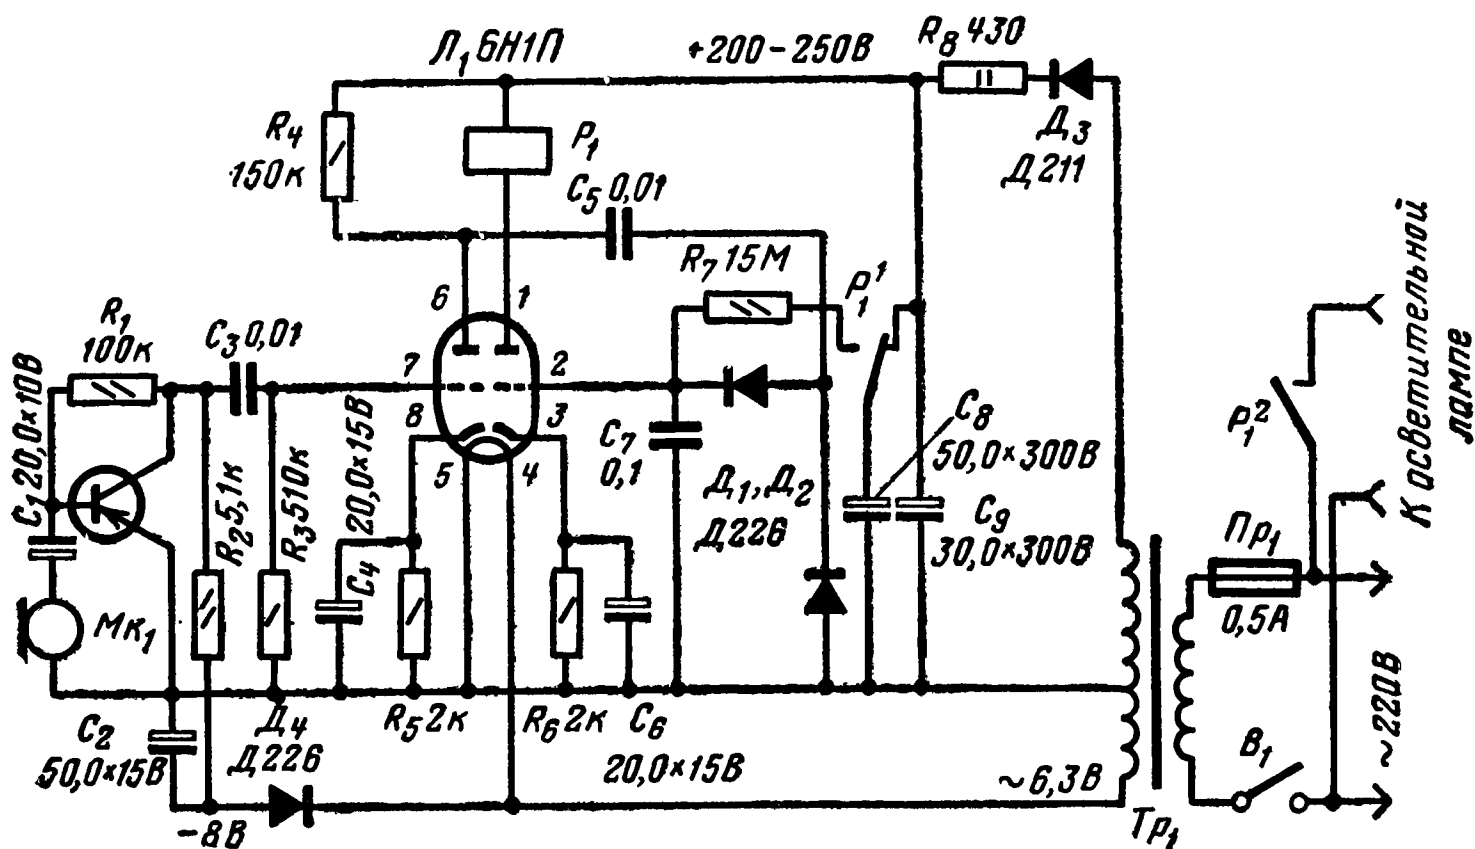 Л₁ 6Н1П
+200-250В
R₈ 430
Д₃
Д211
R₄
150к
P₁
C₅ 0,01
R₇ 15М
P₁¹
6
1
R₁
100к
C₃ 0,01
7
2
8
3
5
4
C₁ 20,0×10В
R₂ 5,1к
R₃ 510к
C₄
20,0×15В
C₇
0,1
Д₁, Д₂
Д226
C₈
50,0×300В
C₉
30,0×300В
P₁²
К осветительной
лампе
Пр₁
0,5А
Мк₁
C₂
50,0×15В
Д₄
Д226
R₅ 2к
R₆ 2к
C₆
20,0×15В
~6,3В
В₁
~220В
-8В
Тр₁